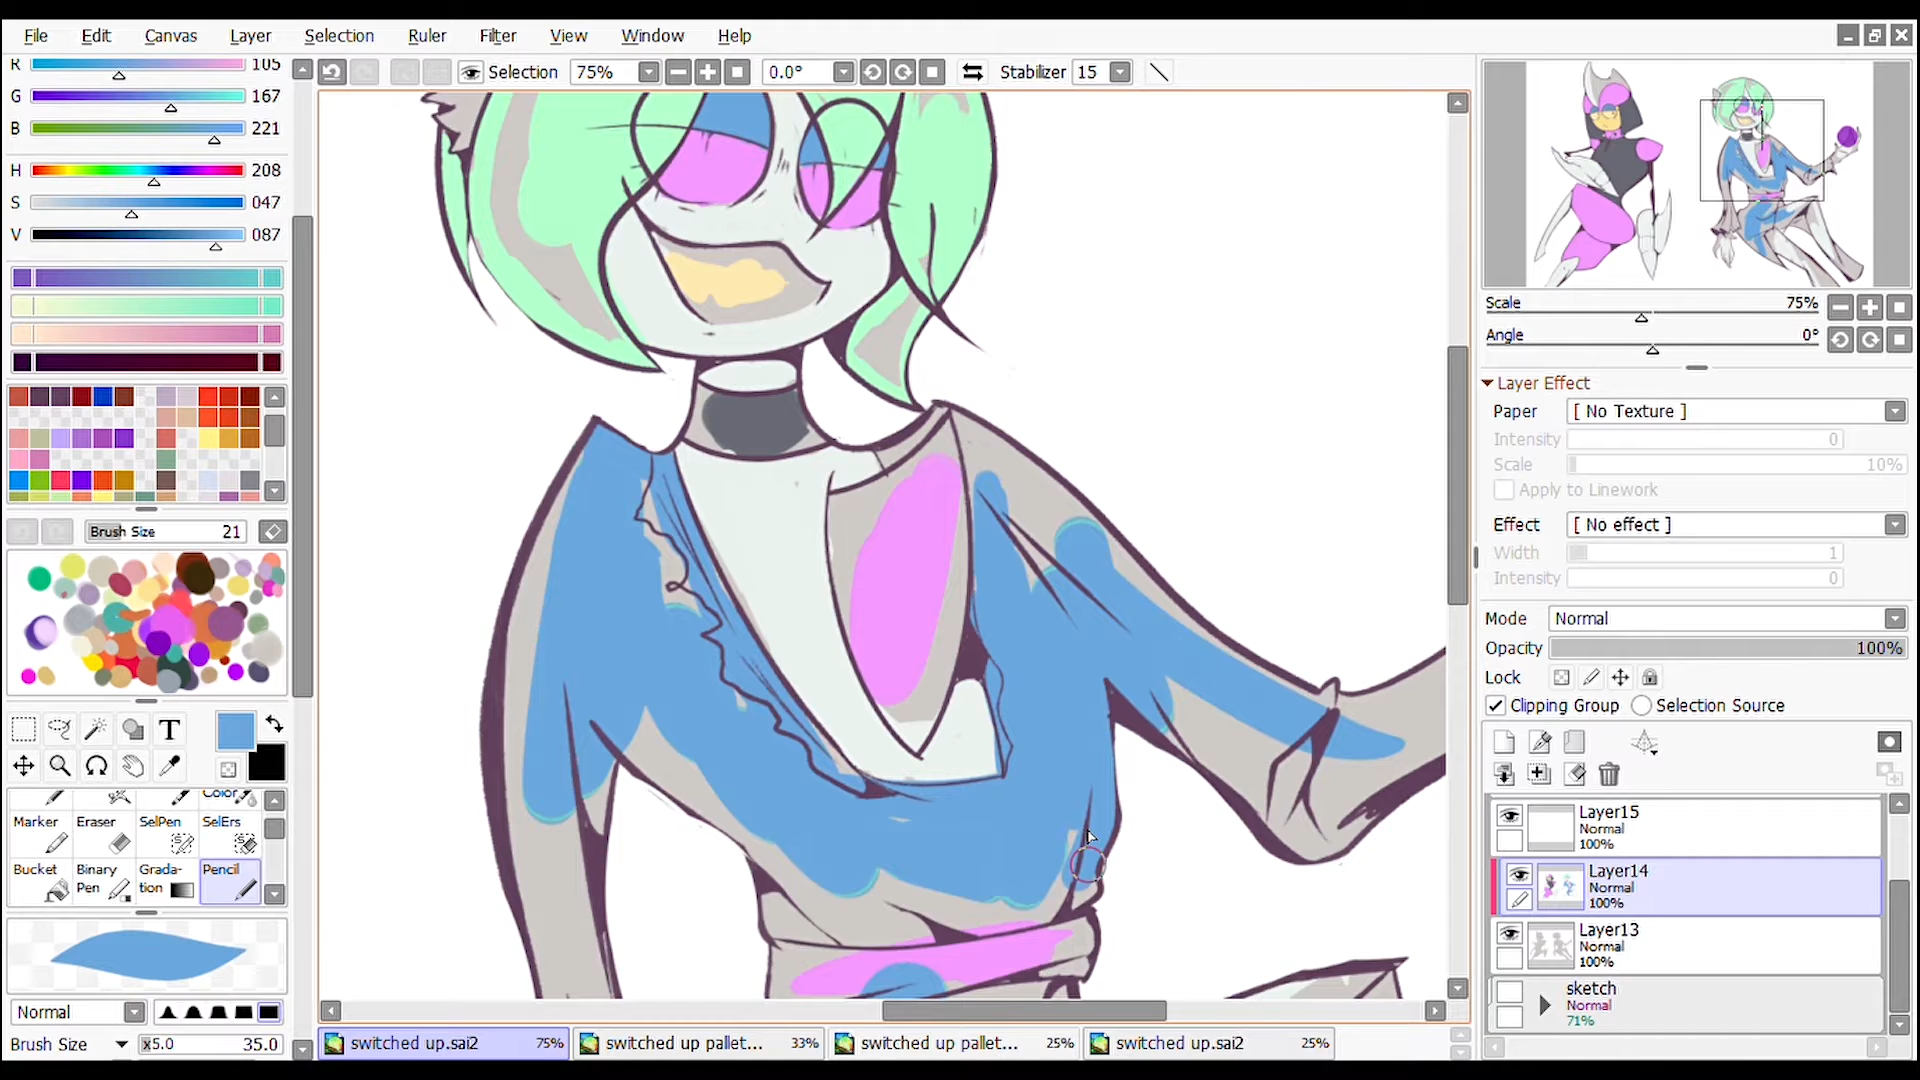 File Edit Canvas Layer Selection Ruler Filter View Window Help
R 105
G 167
B 221
H 208
S 047
V 087
Selection 75% 0.0° Stabilizer 15
Brush Size 21
T
Color
Marker Eraser SelPen SelErs
Bucket Binary Pen Grada-tion Pencil
Normal
Brush Size x5.0 35.0
switched up.sai2 75%
switched up pallet... 33%
switched up pallet... 25%
switched up.sai2 25%
Scale 75%
Angle 0°
Layer Effect
Paper [ No Texture ]
Intensity 0
Scale 10%
Apply to Linework
Effect [ No effect ]
Width 1
Intensity 0
Mode Normal
Opacity 100%
Lock
Clipping Group Selection Source
Layer15
Normal
100%
Layer14
Normal
100%
Layer13
Normal
100%
sketch
Normal
71%